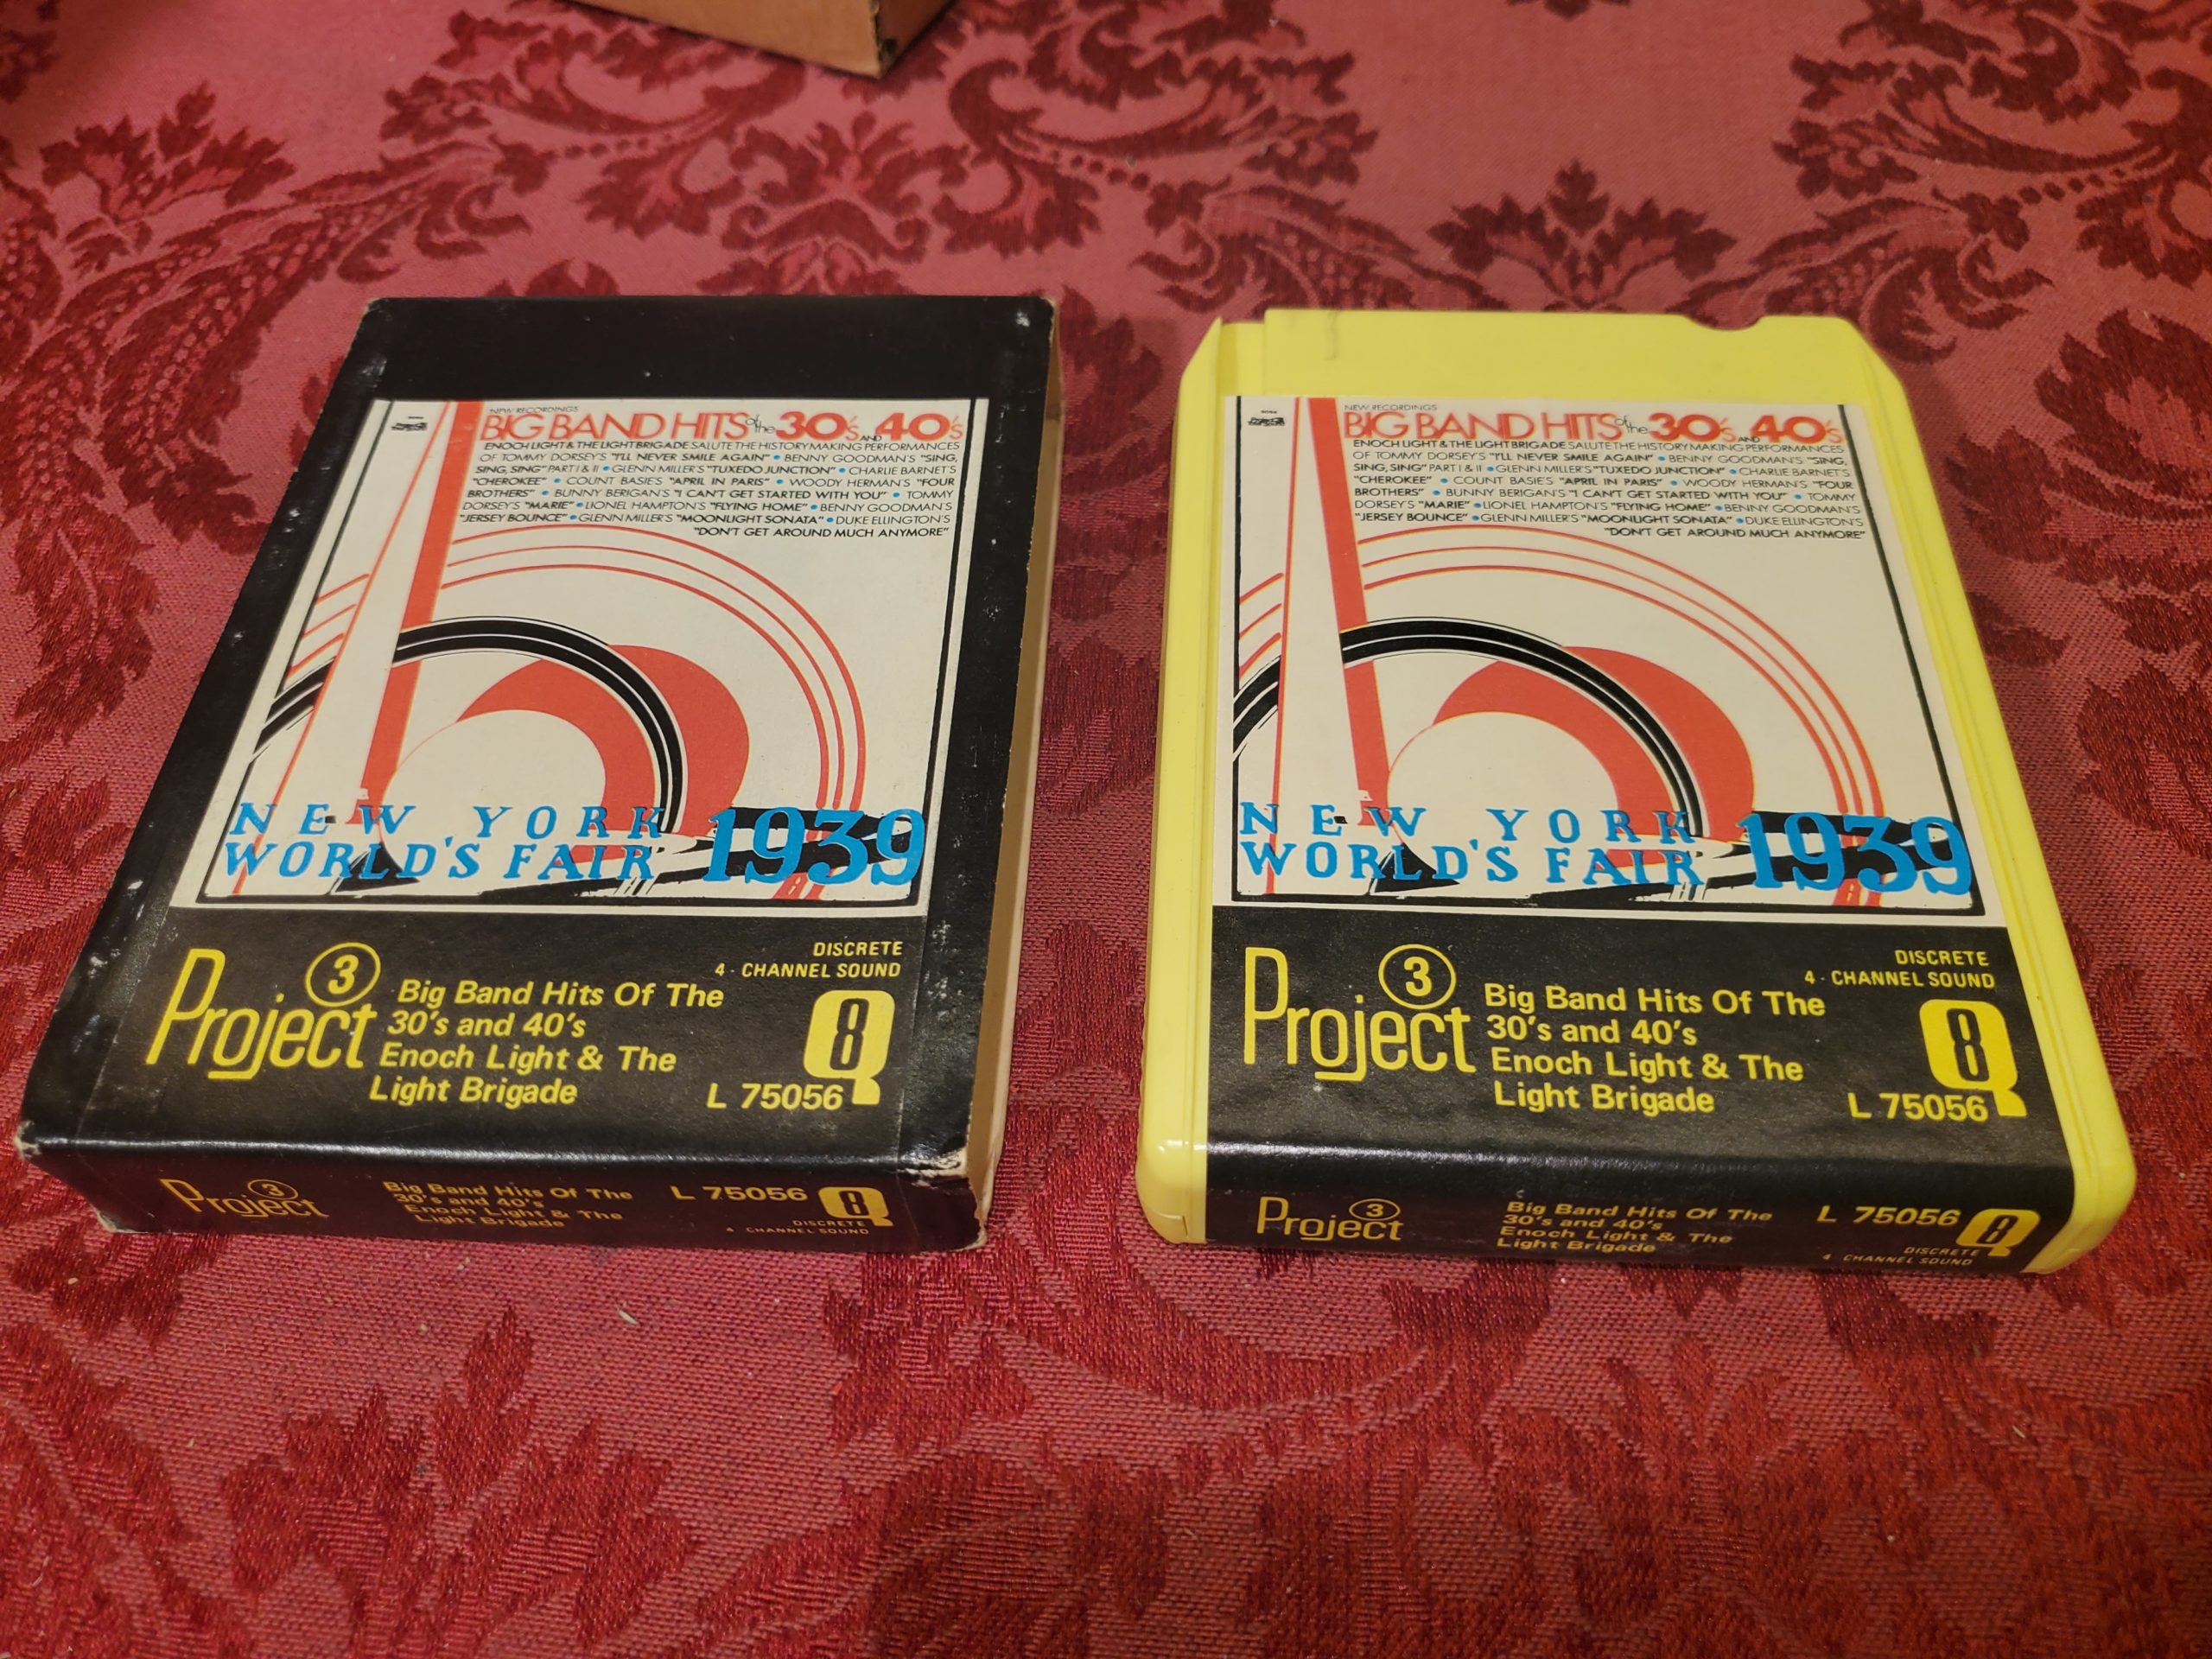 NEW RECORDINGS
BIG BAND HITS of the 30's AND 40's
ENOCH LIGHT & THE LIGHT BRIGADE SALUTE THE HISTORY MAKING PERFORMANCES
OF TOMMY DORSEY'S "I'LL NEVER SMILE AGAIN" • BENNY GOODMAN'S "SING,
SING, SING" PART I & II • GLENN MILLER'S "TUXEDO JUNCTION" • CHARLIE BARNET'S
"CHEROKEE" • COUNT BASIE'S "APRIL IN PARIS" • WOODY HERMAN'S "FOUR
BROTHERS" • BUNNY BERIGAN'S "I CAN'T GET STARTED WITH YOU" • TOMMY
DORSEY'S "MARIE" • LIONEL HAMPTON'S "FLYING HOME" • BENNY GOODMAN'S
"JERSEY BOUNCE" • GLENN MILLER'S "MOONLIGHT SONATA" • DUKE ELLINGTON'S
"DON'T GET AROUND MUCH ANYMORE"
NEW YORK
WORLD'S FAIR 1939
DISCRETE
4 - CHANNEL SOUND
Project 3
Big Band Hits Of The
30's and 40's
Enoch Light & The
Light Brigade
Q8
L 75056
Project 3
Big Band Hits Of The
30's and 40's
Enoch Light & The
Light Brigade
L 75056
Q8
DISCRETE
4 CHANNEL SOUND
NEW RECORDINGS
BIG BAND HITS of the 30's AND 40's
ENOCH LIGHT & THE LIGHT BRIGADE SALUTE THE HISTORY MAKING PERFORMANCES
OF TOMMY DORSEY'S "I'LL NEVER SMILE AGAIN" • BENNY GOODMAN'S "SING,
SING, SING" PART I & II • GLENN MILLER'S "TUXEDO JUNCTION" • CHARLIE BARNET'S
"CHEROKEE" • COUNT BASIE'S "APRIL IN PARIS" • WOODY HERMAN'S "FOUR
BROTHERS" • BUNNY BERIGAN'S "I CAN'T GET STARTED WITH YOU" • TOMMY
DORSEY'S "MARIE" • LIONEL HAMPTON'S "FLYING HOME" • BENNY GOODMAN'S
"JERSEY BOUNCE" • GLENN MILLER'S "MOONLIGHT SONATA" • DUKE ELLINGTON'S
"DON'T GET AROUND MUCH ANYMORE"
NEW YORK
WORLD'S FAIR 1939
DISCRETE
4 - CHANNEL SOUND
Project 3
Big Band Hits Of The
30's and 40's
Enoch Light & The
Light Brigade
Q8
L 75056
Project 3
Big Band Hits Of The
30's and 40's
Enoch Light & The
Light Brigade
L 75056
Q8
DISCRETE
4 CHANNEL SOUND